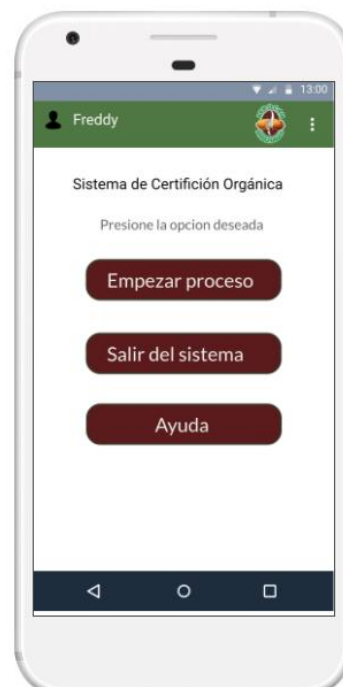 13:00
Freddy
Sistema de Certifición Orgánica
Presione la opcion deseada
Empezar proceso
Salir del sistema
Ayuda